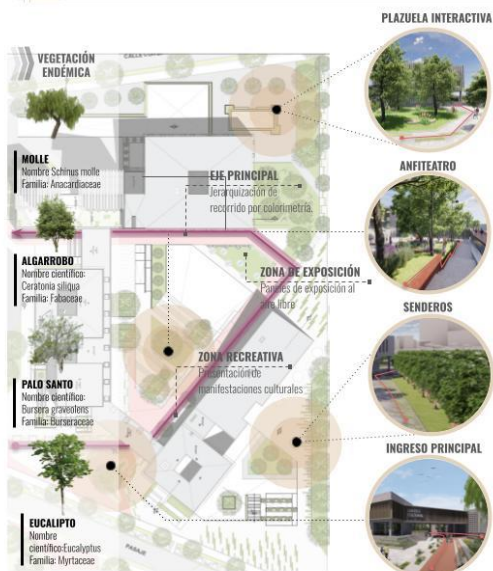 PLAZUELA INTERACTIVA
VEGETACIÓN
ENDÉMICA
MOLLE
Nombre Schinus molle
Familia: Anacardiaceae
ALGARROBO
Nombre científico:
Ceratonia siliqua
Familia: Fabaceae
PALO SANTO
Nombre científico:
Bursera graveolens
Familia: Burseraceae
EUCALIPTO
Nombre
científico:Eucalyptus
Familia: Myrtaceae
CALLE
EJE PRINCIPAL
Jerarquización de
recorrido por colorimetría.
ZONA DE EXPOSICIÓN
Paneles de exposición al
aire libre
ZONA RECREATIVA
Presentación de
manifestaciones culturales
PASAJE
ANFITEATRO
SENDEROS
INGRESO PRINCIPAL